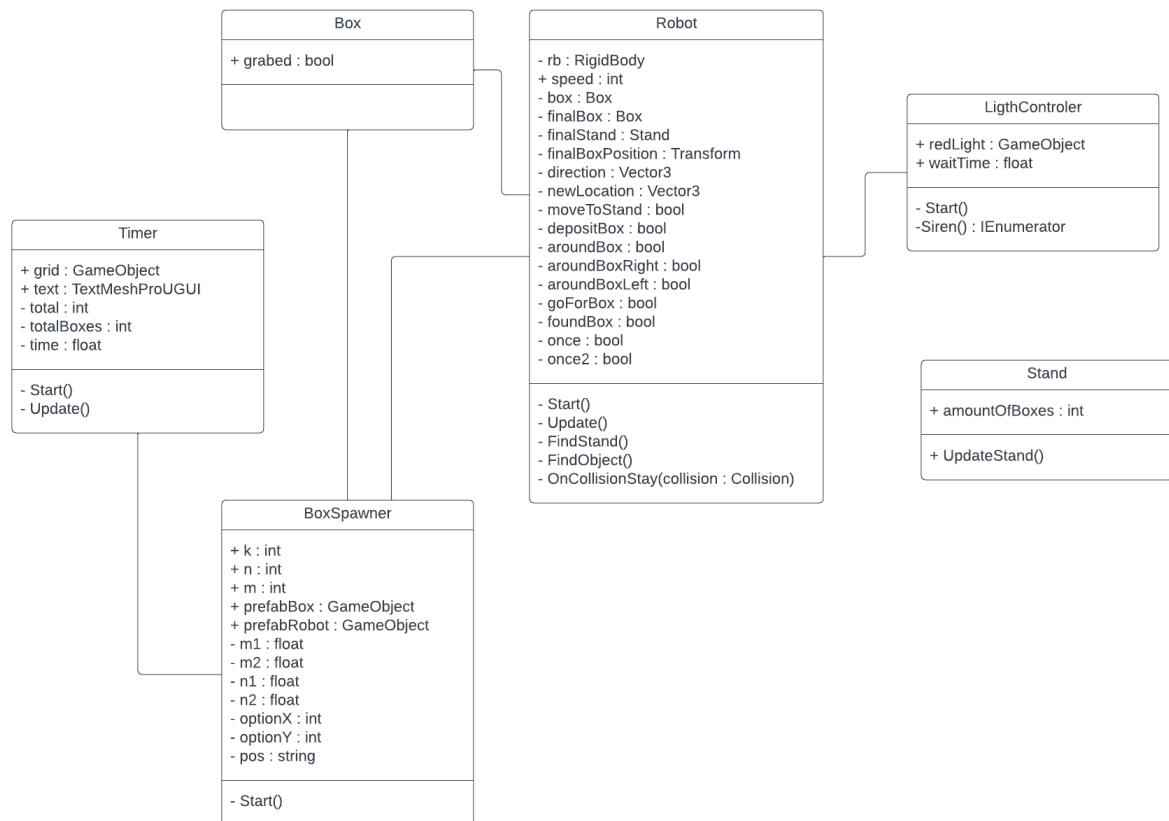 Box
+ grabed : bool
Robot
- rb : RigidBody
+ speed : int
- box : Box
- finalBox : Box
- finalStand : Stand
- finalBoxPosition : Transform
- direction : Vector3
- newLocation : Vector3
- moveToStand : bool
- depositBox : bool
- aroundBox : bool
- aroundBoxRight : bool
- aroundBoxLeft : bool
- goForBox : bool
- foundBox : bool
- once : bool
- once2 : bool
- Start()
- Update()
- FindStand()
- FindObject()
- OnCollisionStay(collision : Collision)
LigthControler
+ redLight : GameObject
+ waitTime : float
- Start()
-Siren() : IEnumerator
Timer
+ grid : GameObject
+ text : TextMeshProUGUI
- total : int
- totalBoxes : int
- time : float
- Start()
- Update()
Stand
+ amountOfBoxes : int
+ UpdateStand()
BoxSpawner
+ k : int
+ n : int
+ m : int
+ prefabBox : GameObject
+ prefabRobot : GameObject
- m1 : float
- m2 : float
- n1 : float
- n2 : float
- optionX : int
- optionY : int
- pos : string
- Start()